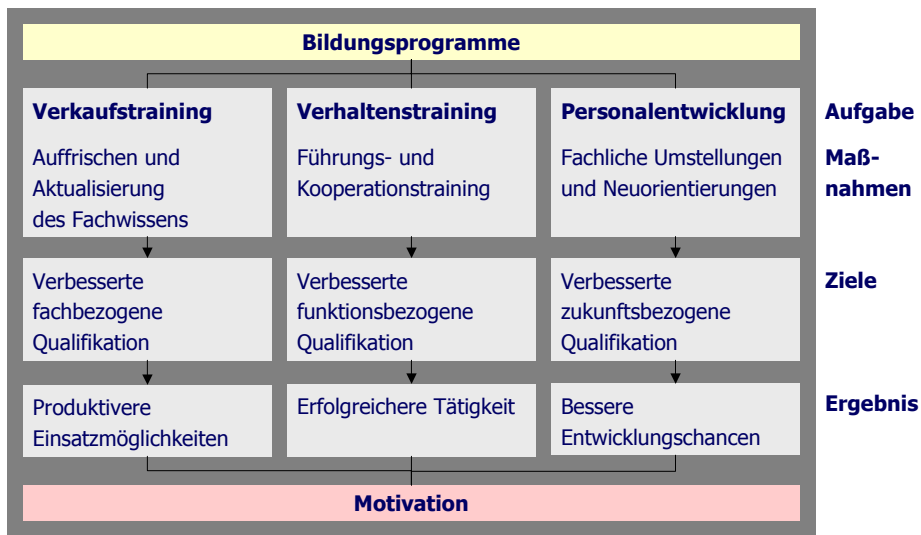 Bildungsprogramme
Verkaufstraining
Verhaltenstraining
Personalentwicklung
Aufgabe
Auffrischen und
Aktualisierung
des Fachwissens
Führungs- und
Kooperationstraining
Fachliche Umstellungen
und Neuorientierungen
Maß-
nahmen
Verbesserte
fachbezogene
Qualifikation
Verbesserte
funktionsbezogene
Qualifikation
Verbesserte
zukunftsbezogene
Qualifikation
Ziele
Produktivere
Einsatzmöglichkeiten
Erfolgreichere Tätigkeit
Bessere
Entwicklungschancen
Ergebnis
Motivation